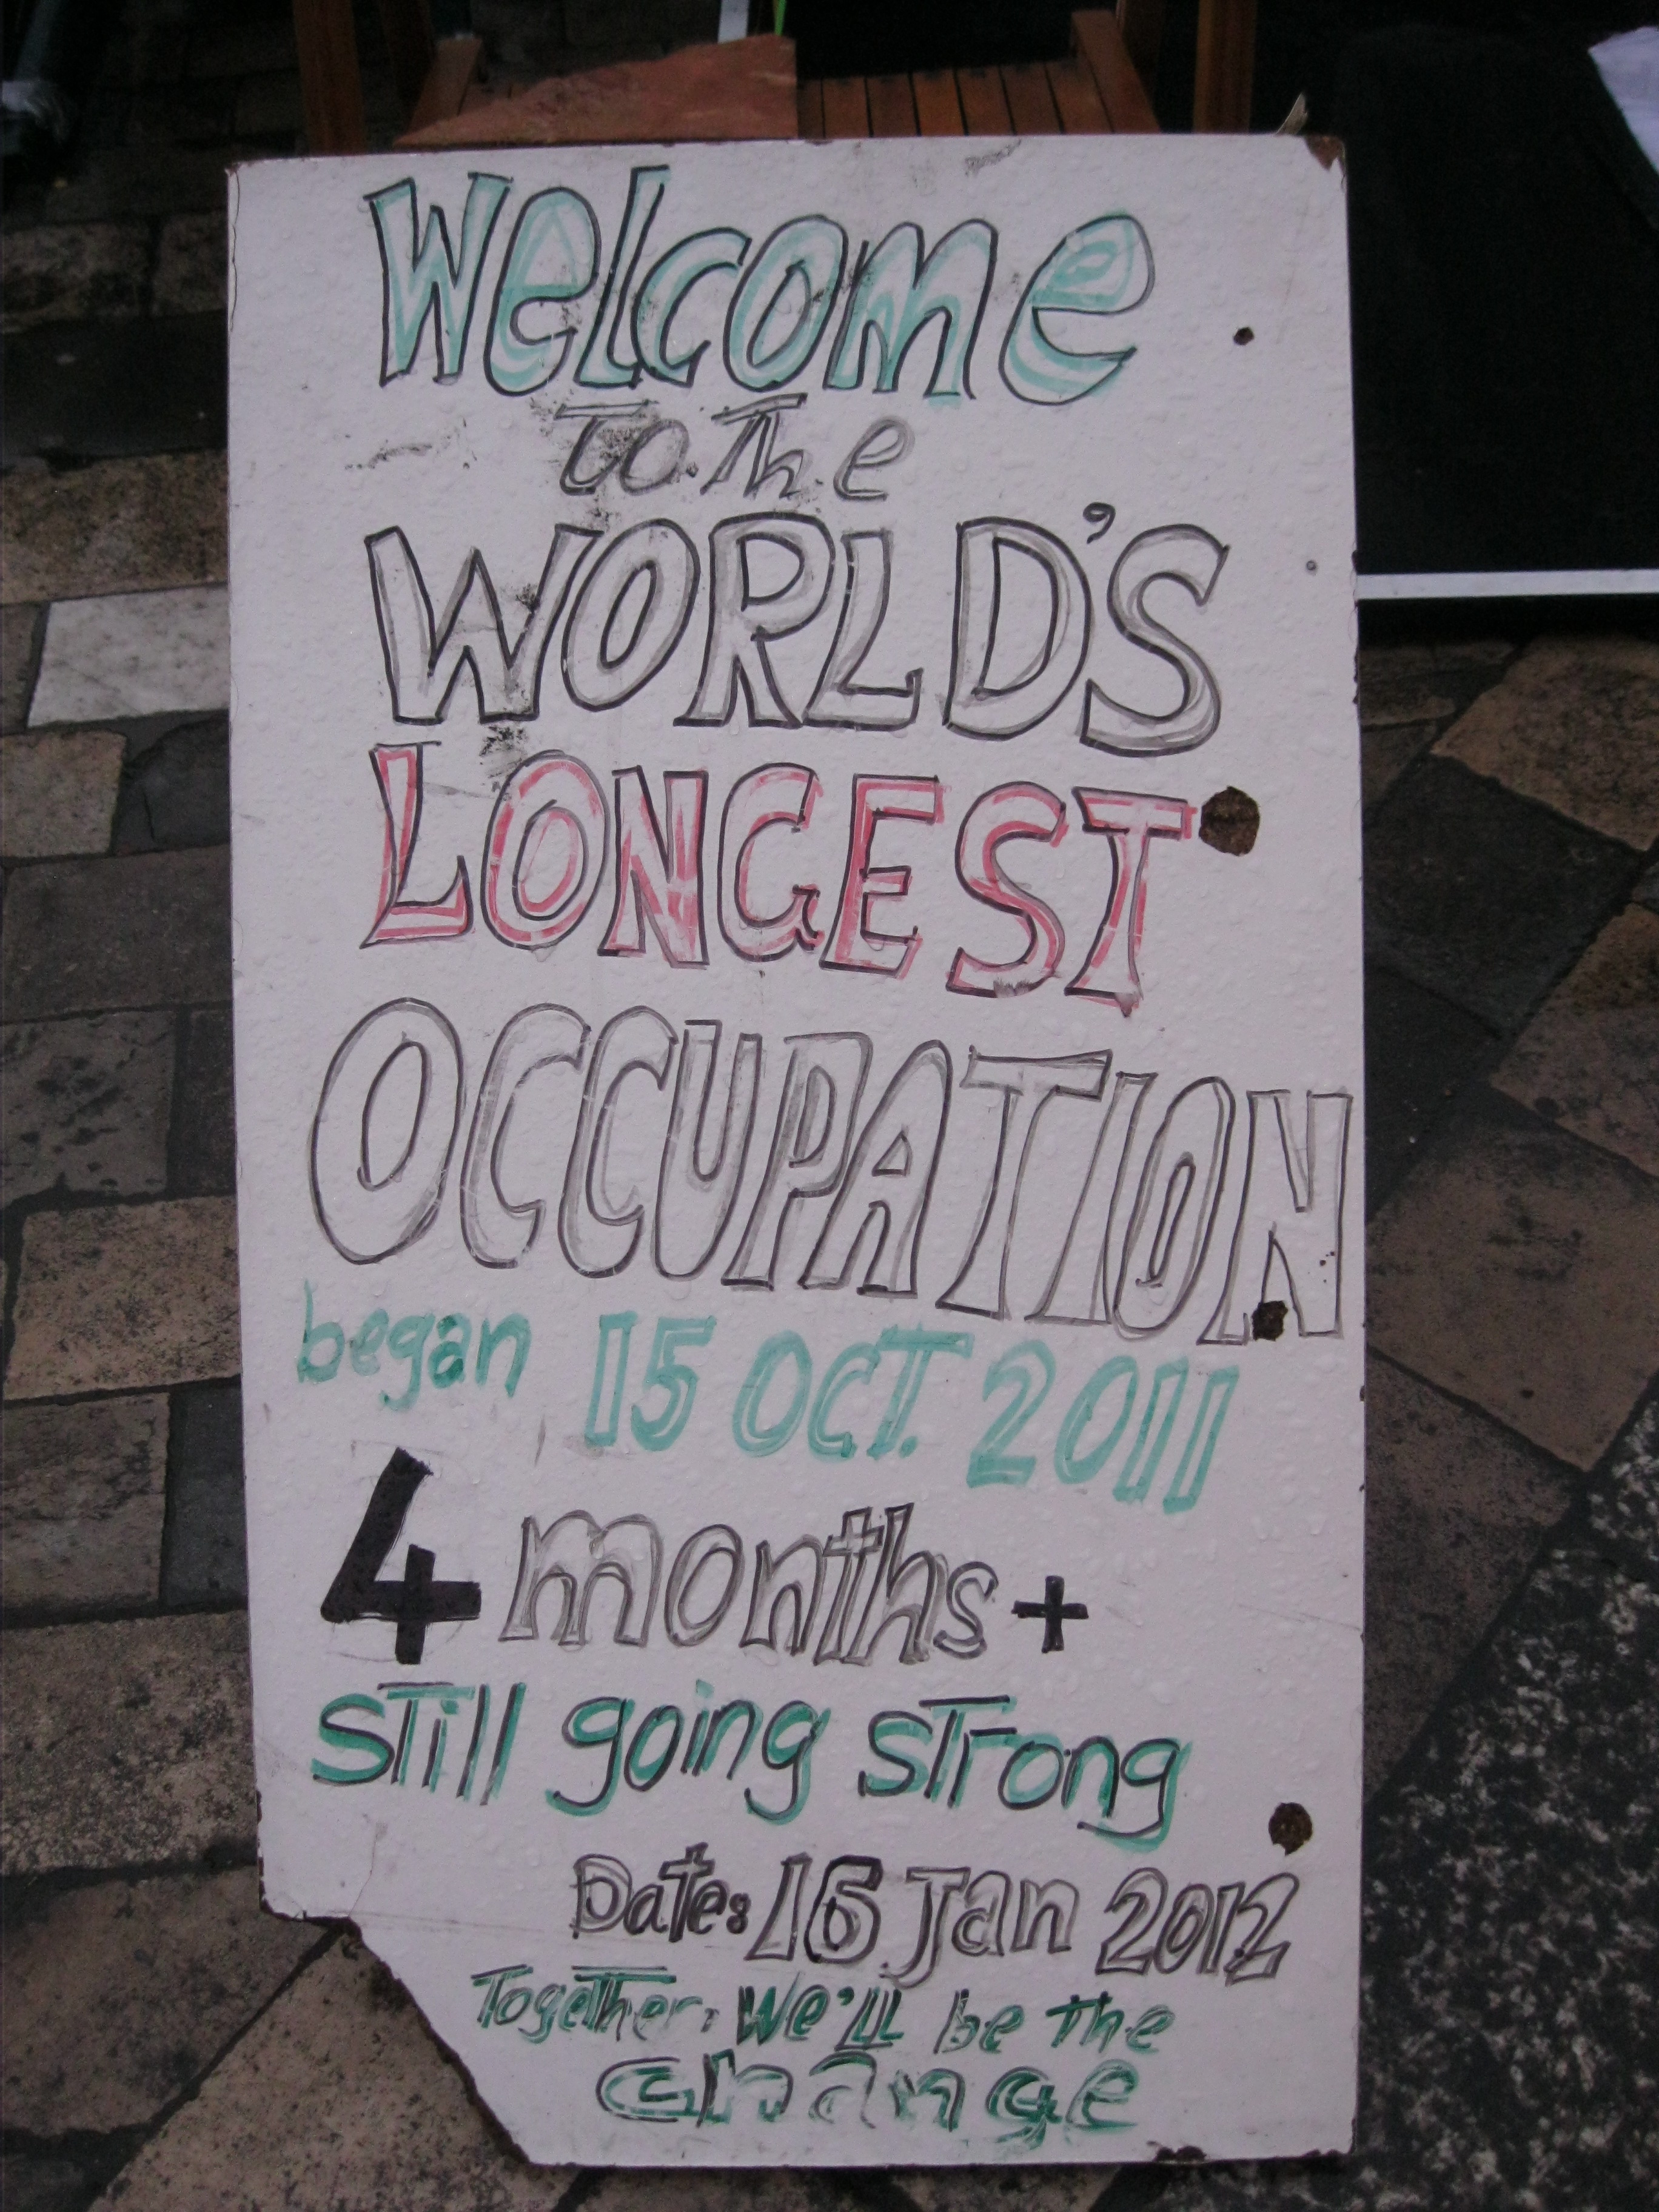 Welcome
to the
WORLD'S
LONGEST
OCCUPATION
began 15 OCT. 2011
4 months +
still going strong
Date: 16 Jan 2012
Together, we'll be the
change